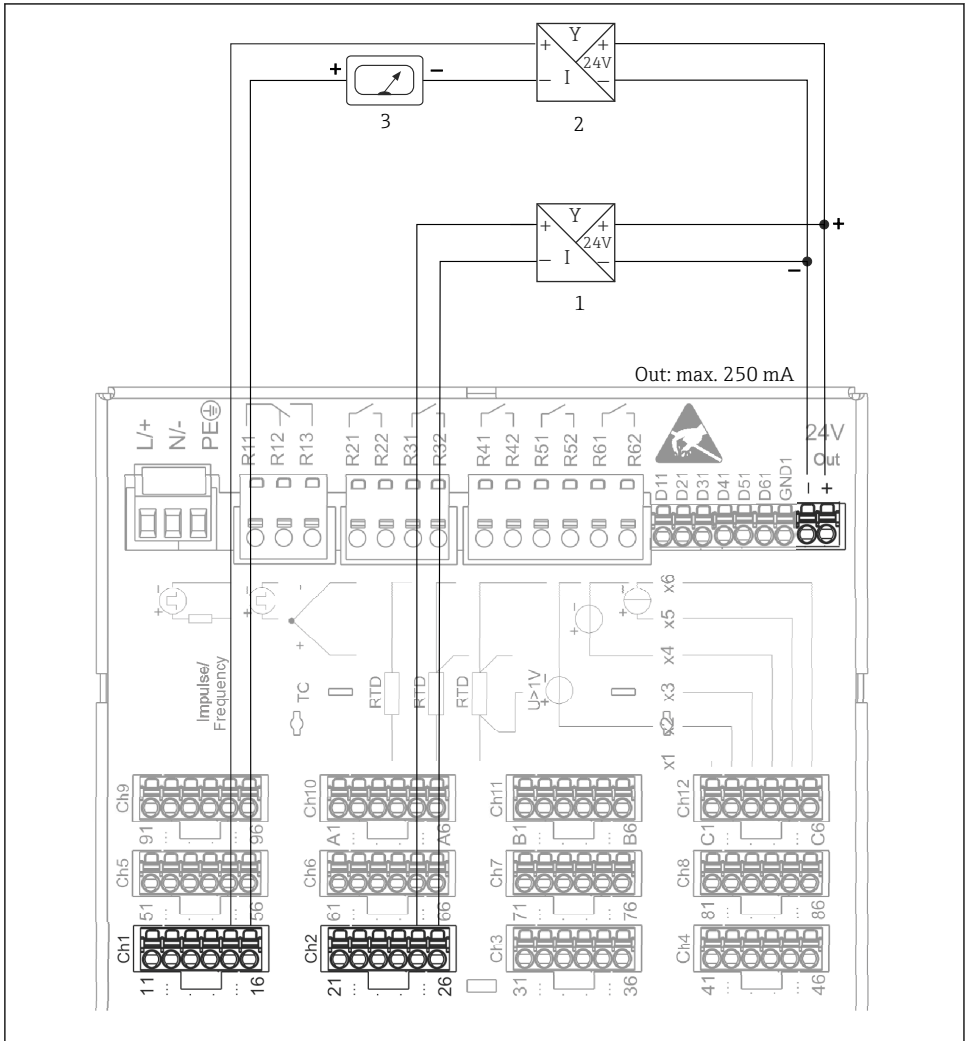 Y
+ +
24V
I
− −
+ −
3
2
Y
+ +
24V
I
− −
1
+
−
Out: max. 250 mA
L/+
N/-
PE
R11
R12
R13
R21
R22
R31
R32
R41
R42
R51
R52
R61
R62
D11
D21
D31
D41
D51
D61
GND1
24V
Out
− +
Impulse/
Frequency
TC
RTD
RTD
RTD
U>1V
x6
x5
x4
x3
x2
x1
Ch9
91 ... . ... 96
Ch10
A1 ... . ... A6
Ch11
B1 ... . ... B6
Ch12
C1 ... . ... C6
Ch5
51 ... . ... 56
Ch6
61 ... . ... 66
Ch7
71 ... . ... 76
Ch8
81 ... . ... 86
Ch1
11 ... . ... 16
Ch2
21 ... . ... 26
Ch3
31 ... . ... 36
Ch4
41 ... . ... 46